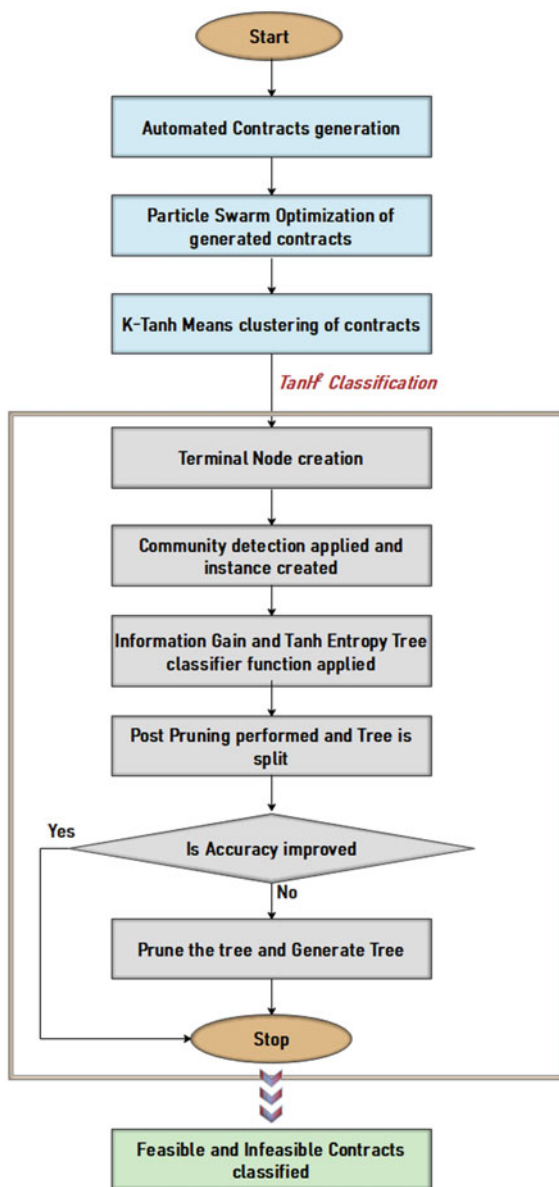 Start
Automated Contracts generation
Particle Swarm Optimization of
generated contracts
K-Tanh Means clustering of contracts
TanHe Classification
Terminal Node creation
Community detection applied and
instance created
Information Gain and Tanh Entropy Tree
classifier function applied
Post Pruning performed and Tree is
split
Yes
Is Accuracy improved
No
Prune the tree and Generate Tree
Stop
Feasible and Infeasible Contracts
classified